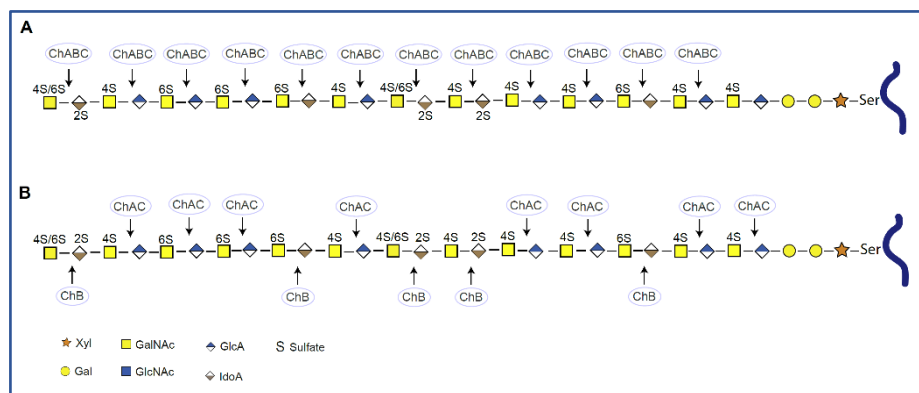 A
ChABC ChABC ChABC ChABC ChABC ChABC ChABC ChABC ChABC ChABC ChABC ChABC
4S/6S 4S 6S 6S 6S 4S 4S/6S 4S 4S 4S 6S 4S 4S
Ser
2S 2S 2S
B
ChAC ChAC ChAC ChAC ChAC ChAC ChAC ChAC
4S/6S 2S 4S 6S 6S 6S 4S 4S/6S 2S 4S 2S 4S 4S 6S 4S 4S
Ser
ChB ChB ChB ChB ChB
Xyl GalNAc GlcA S Sulfate
Gal GlcNAc IdoA